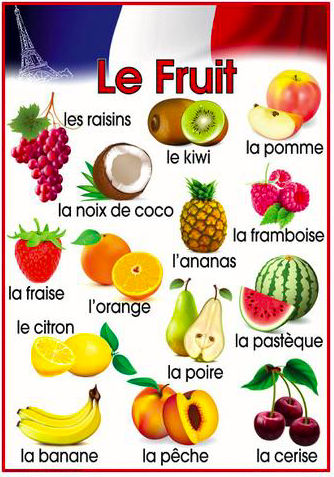 Le Fruit
les raisins
le kiwi
la pomme
la noix de coco
l'ananas
la framboise
la fraise
l'orange
la pastèque
le citron
la poire
la banane
la pêche
la cerise